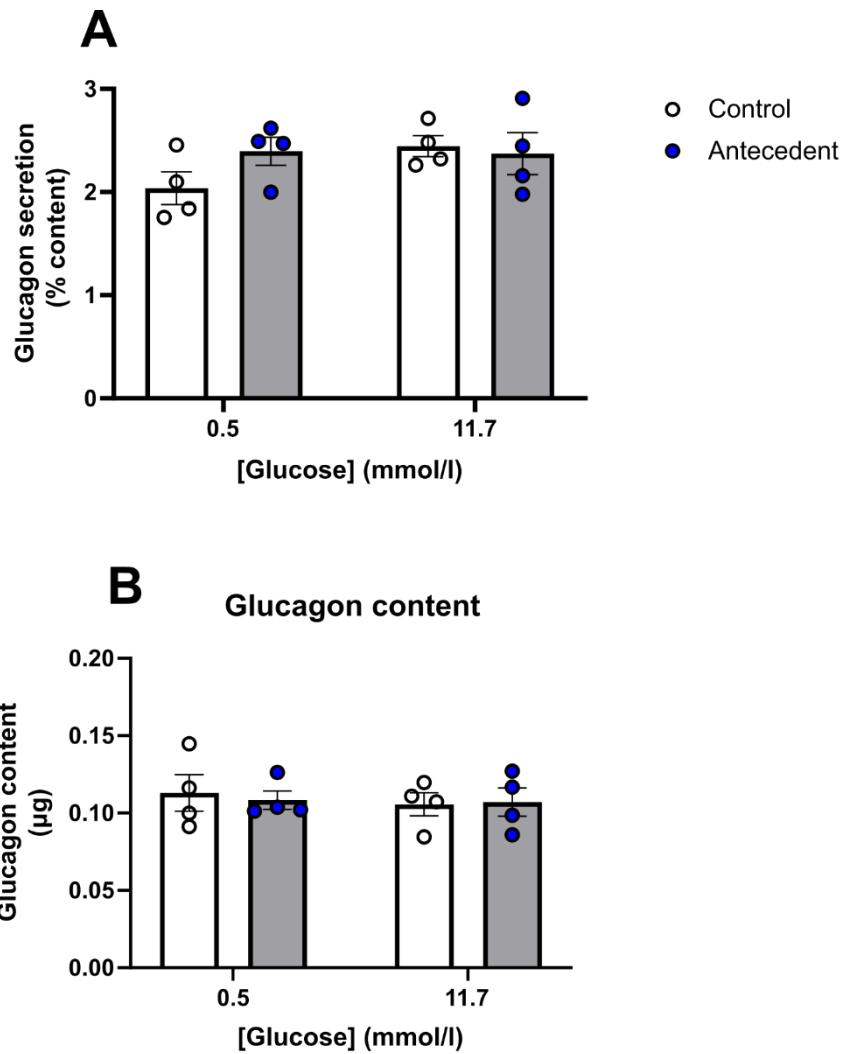 A
3
2
1
0
Glucagon secretion
(% content)
0.5
11.7
[Glucose] (mmol/l)
Control
Antecedent
B
Glucagon content
0.20
0.15
0.10
0.05
0.00
Glucagon content
(µg)
0.5
11.7
[Glucose] (mmol/l)